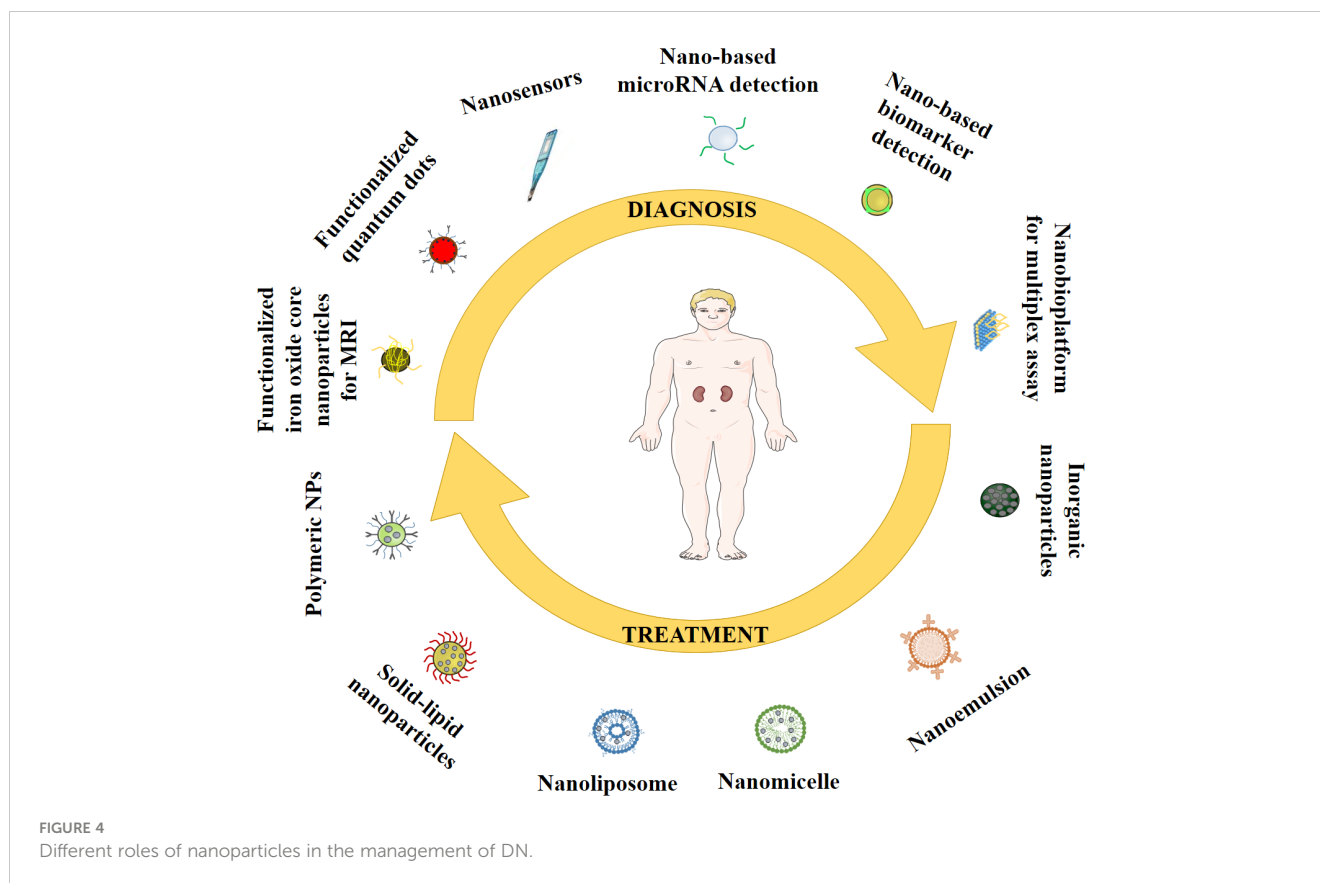 Nano-based
microRNA detection
Nanosensors
Nano-based
biomarker
detection
Functionalized
quantum dots
DIAGNOSIS
Nanobioplatform
for multiplex assay
Functionalized
iron oxide core
nanoparticles
for MRI
Inorganic
nanoparticles
Polymeric NPs
TREATMENT
Solid-lipid
nanoparticles
Nanoemulsion
Nanoliposome
Nanomicelle
FIGURE 4
Different roles of nanoparticles in the management of DN.